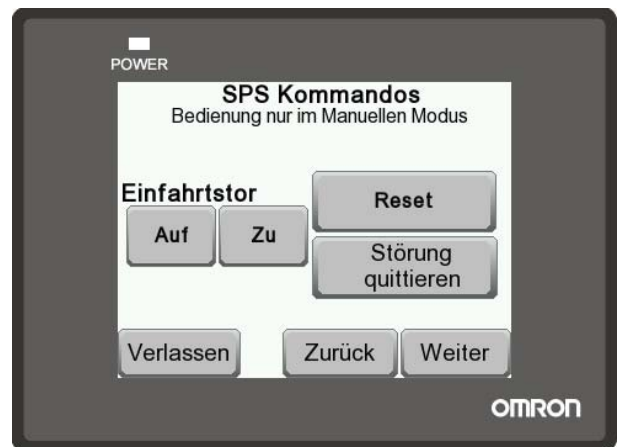 POWER
SPS Kommandos
Bedienung nur im Manuellen Modus
Einfahrtstor
Auf
Zu
Reset
Störung
quittieren
Verlassen
Zurück
Weiter
OMRON